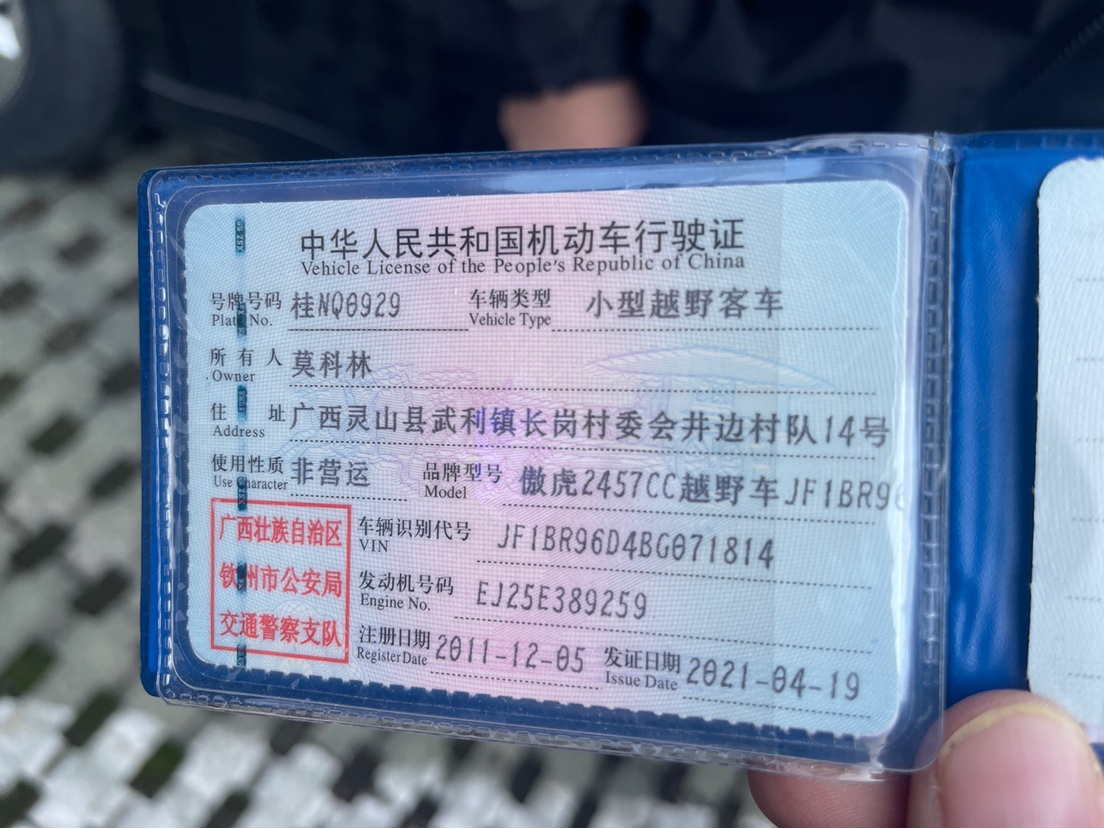 中华人民共和国机动车行驶证
Vehicle License of the People's Republic of China
号牌号码 桂NQ0929 车辆类型 小型越野客车
Plate No. Vehicle Type
所有人 莫科林
Owner
住址 广西灵山县武利镇长岗村委会井边村队14号
Address
使用性质 非营运 品牌型号 傲虎2457CC越野车JF1BR96
Use Character Model
广西壮族自治区
钦州市公安局
交通警察支队
车辆识别代号 JF1BR96D4BG071814
VIN
发动机号码 EJ25E389259
Engine No.
注册日期 2011-12-05 发证日期 2021-04-19
Register Date Issue Date